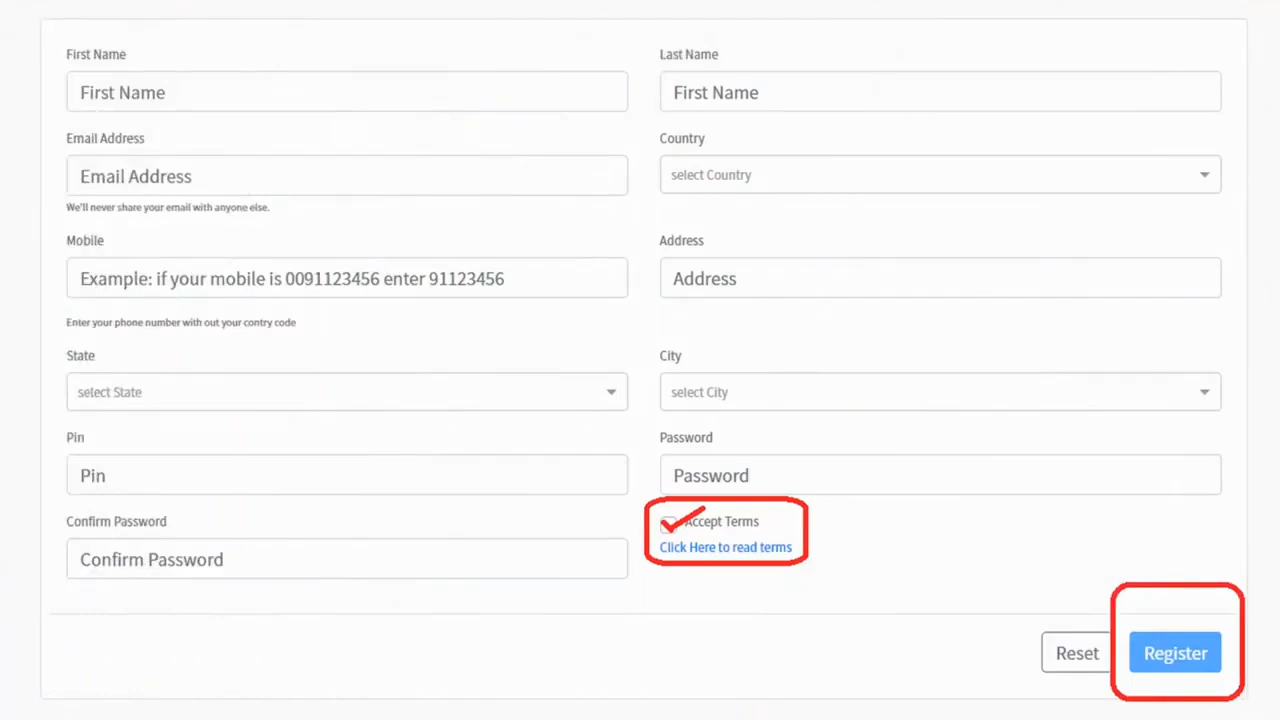 First Name
Last Name
First Name
First Name
Email Address
Country
Email Address
select Country
We'll never share your email with anyone else.
Mobile
Address
Example: if your mobile is 0091123456 enter 91123456
Address
Enter your phone number with out your contry code
State
City
select State
select City
Pin
Password
Pin
Password
Confirm Password
Accept Terms
Click Here to read terms
Confirm Password
Reset
Register